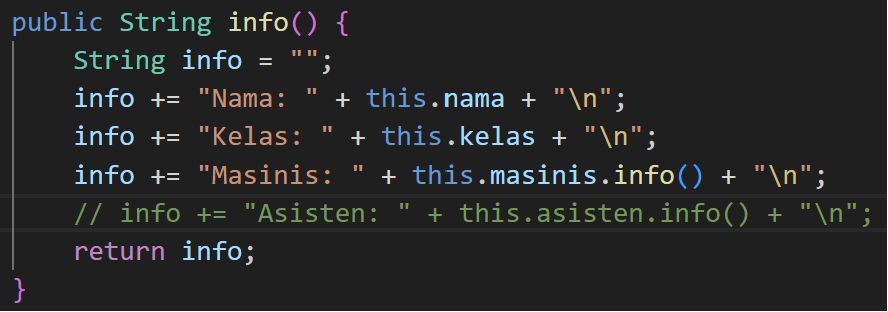 public String info() {
    String info = "";
    info += "Nama: " + this.nama + "\n";
    info += "Kelas: " + this.kelas + "\n";
    info += "Masinis: " + this.masinis.info() + "\n";
    // info += "Asisten: " + this.asisten.info() + "\n";
    return info;
}